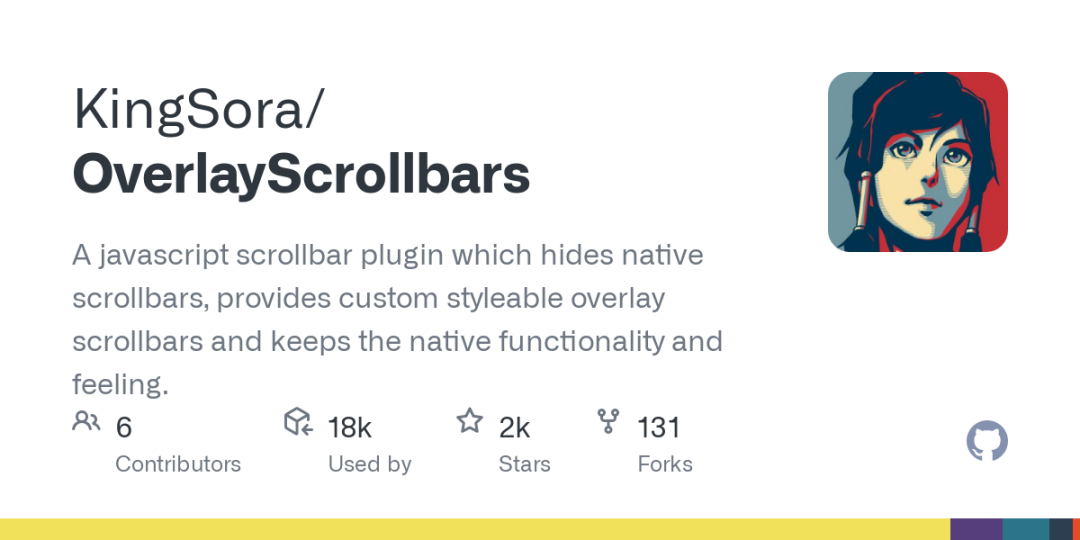 KingSora/
OverlayScrollbars
A javascript scrollbar plugin which hides native
scrollbars, provides custom styleable overlay
scrollbars and keeps the native functionality and
feeling.
6 18k 2k 131
Contributors Used by Stars Forks